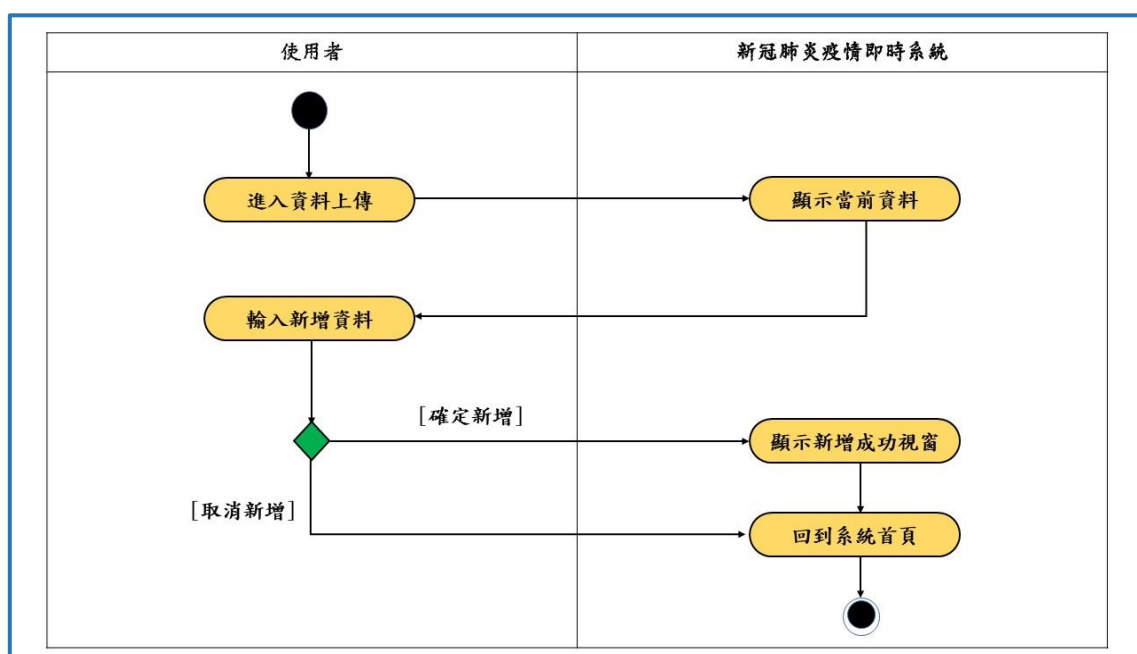 使用者
新冠肺炎疫情即時系統
進入資料上傳
顯示當前資料
輸入新增資料
[確定新增]
顯示新增成功視窗
[取消新增]
回到系統首頁